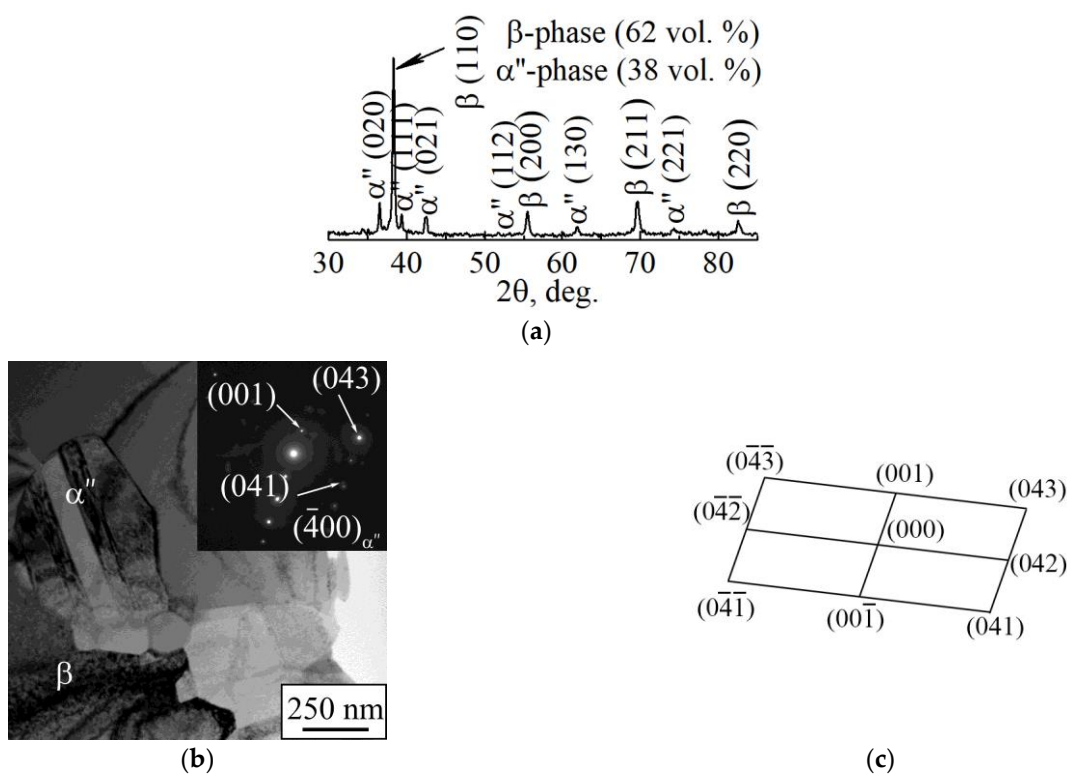 β-phase (62 vol. %)
α"-phase (38 vol. %)
α" (020)
β (110)
α" (111)
α" (021)
α" (112)
β (200)
α" (130)
β (211)
α" (221)
β (220)
30 40 50 60 70 80
2θ, deg.
(a)
(001)
(043)
(041)
(4̅00)α"
α"
β
250 nm
(b)
(04̅3̅)
(001)
(043)
(04̅2̅)
(000)
(042)
(04̅1̅)
(001̅)
(041)
(c)